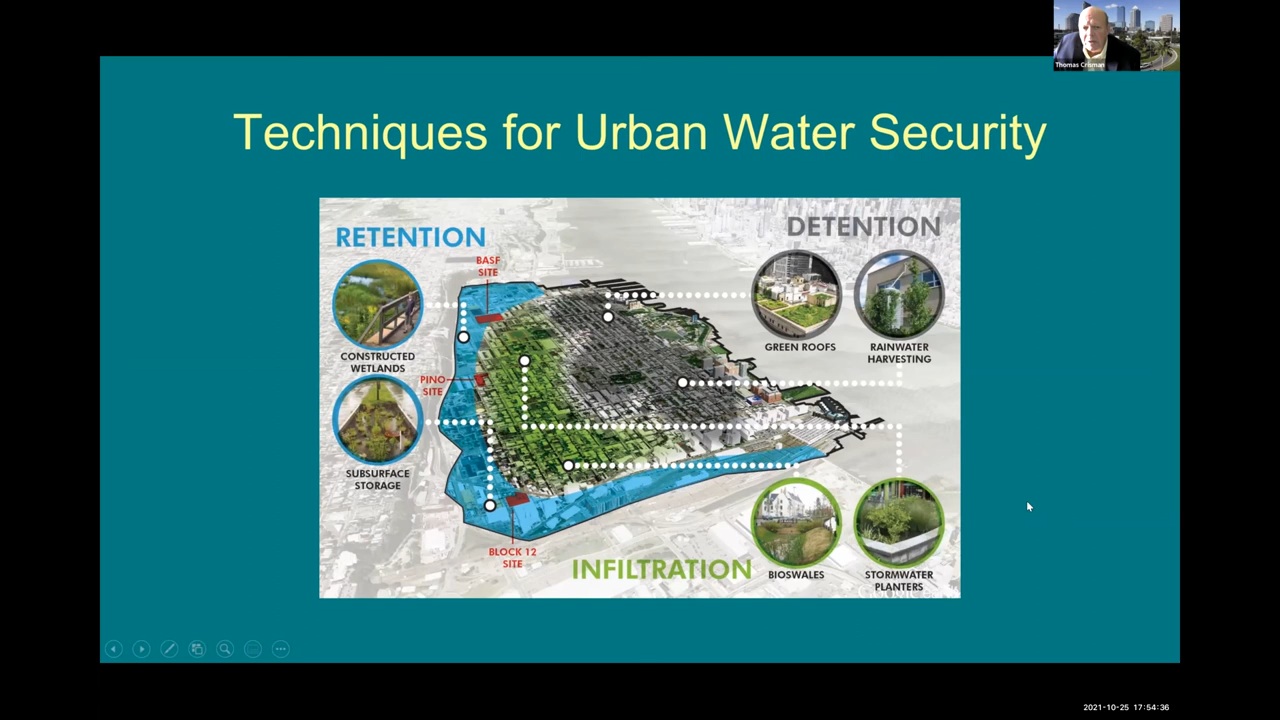 Thomas Crisman
Techniques for Urban Water Security
RETENTION
DETENTION
BASF
SITE
CONSTRUCTED
WETLANDS
GREEN ROOFS
RAINWATER
HARVESTING
PINO
SITE
SUBSURFACE
STORAGE
BLOCK 12
SITE
INFILTRATION
BIOSWALES
STORMWATER
PLANTERS
2021-10-25 17:54:36